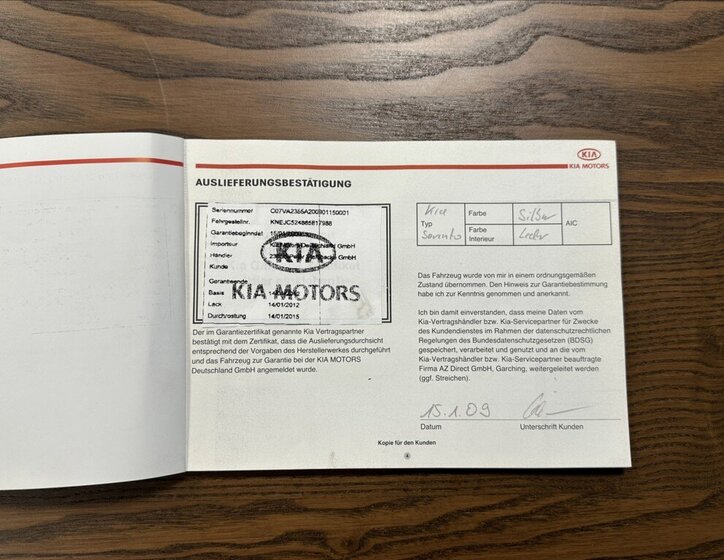 KIA
KIA MOTORS
AUSLIEFERUNGSBESTÄTIGUNG
Seriennummer C07VA2355A200901150001
Fahrgestellnr. KNEJC524865817988
Garantiebeginndat
Importeur Deutschland GmbH
Händler
Kunde
KIA
Garantieende
Basis
KIA MOTORS
Lack 14/01/2012
Durchrostung 14/01/2015
Der im Garantiezertifikat genannte Kia Vertragspartner
bestätigt mit dem Zertifikat, dass die Auslieferungsdurchsicht
entsprechend der Vorgaben des Herstellerwerkes durchgeführt
und das Fahrzeug zur Garantie bei der KIA MOTORS
Deutschland GmbH angemeldet wurde.
Kia Farbe Silber
Typ AIC
Sorento Farbe Interieur Leder
Das Fahrzeug wurde von mir in einem ordnungsgemäßen
Zustand übernommen. Den Hinweis zur Garantiebestimmung
habe ich zur Kenntnis genommen und anerkannt.
Ich bin damit einverstanden, dass meine Daten vom
Kia-Vertragshändler bzw. Kia-Servicepartner für Zwecke
des Kundendienstes in Rahmen der datenschutzrechtlichen
Regelungen des Bundesdatenschutzgesetzes (BDSG)
gespeichert, verarbeitet und genutzt und an die vom
Kia-Vertragshändler bzw. Kia-Servicepartner beauftragte
Firma AZ Direct GmbH, Garching, weitergeleitet werden
(ggf. Streichen).
15.1.09
Datum Unterschrift Kunden
Kopie für den Kunden
4